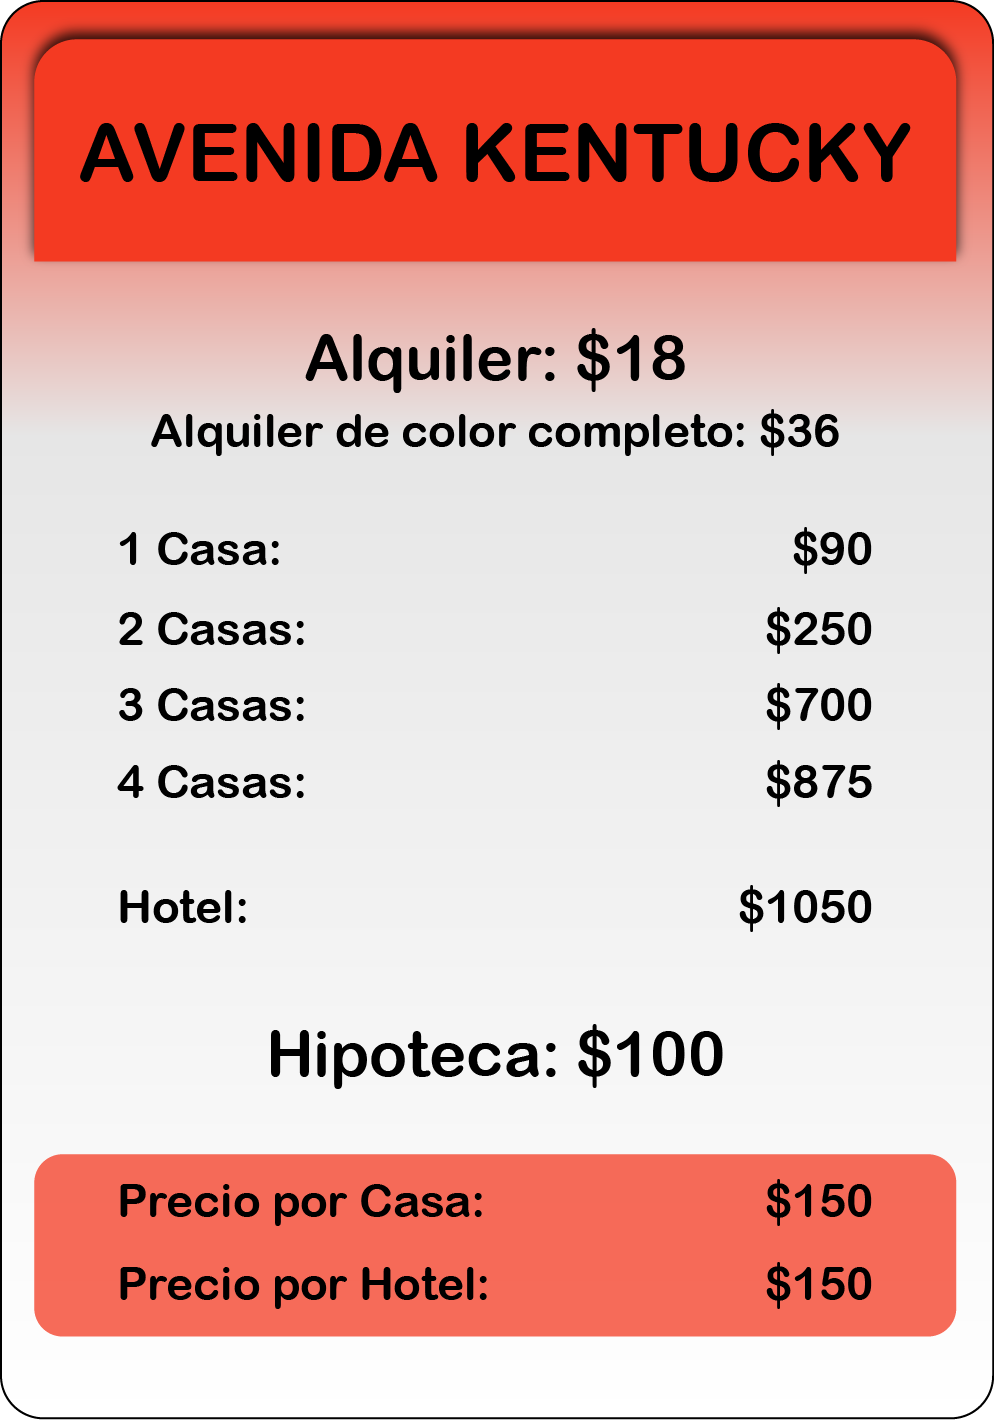 AVENIDA KENTUCKY
Alquiler: $18
Alquiler de color completo: $36
1 Casa: $90
2 Casas: $250
3 Casas: $700
4 Casas: $875
Hotel: $1050
Hipoteca: $100
Precio por Casa: $150
Precio por Hotel: $150